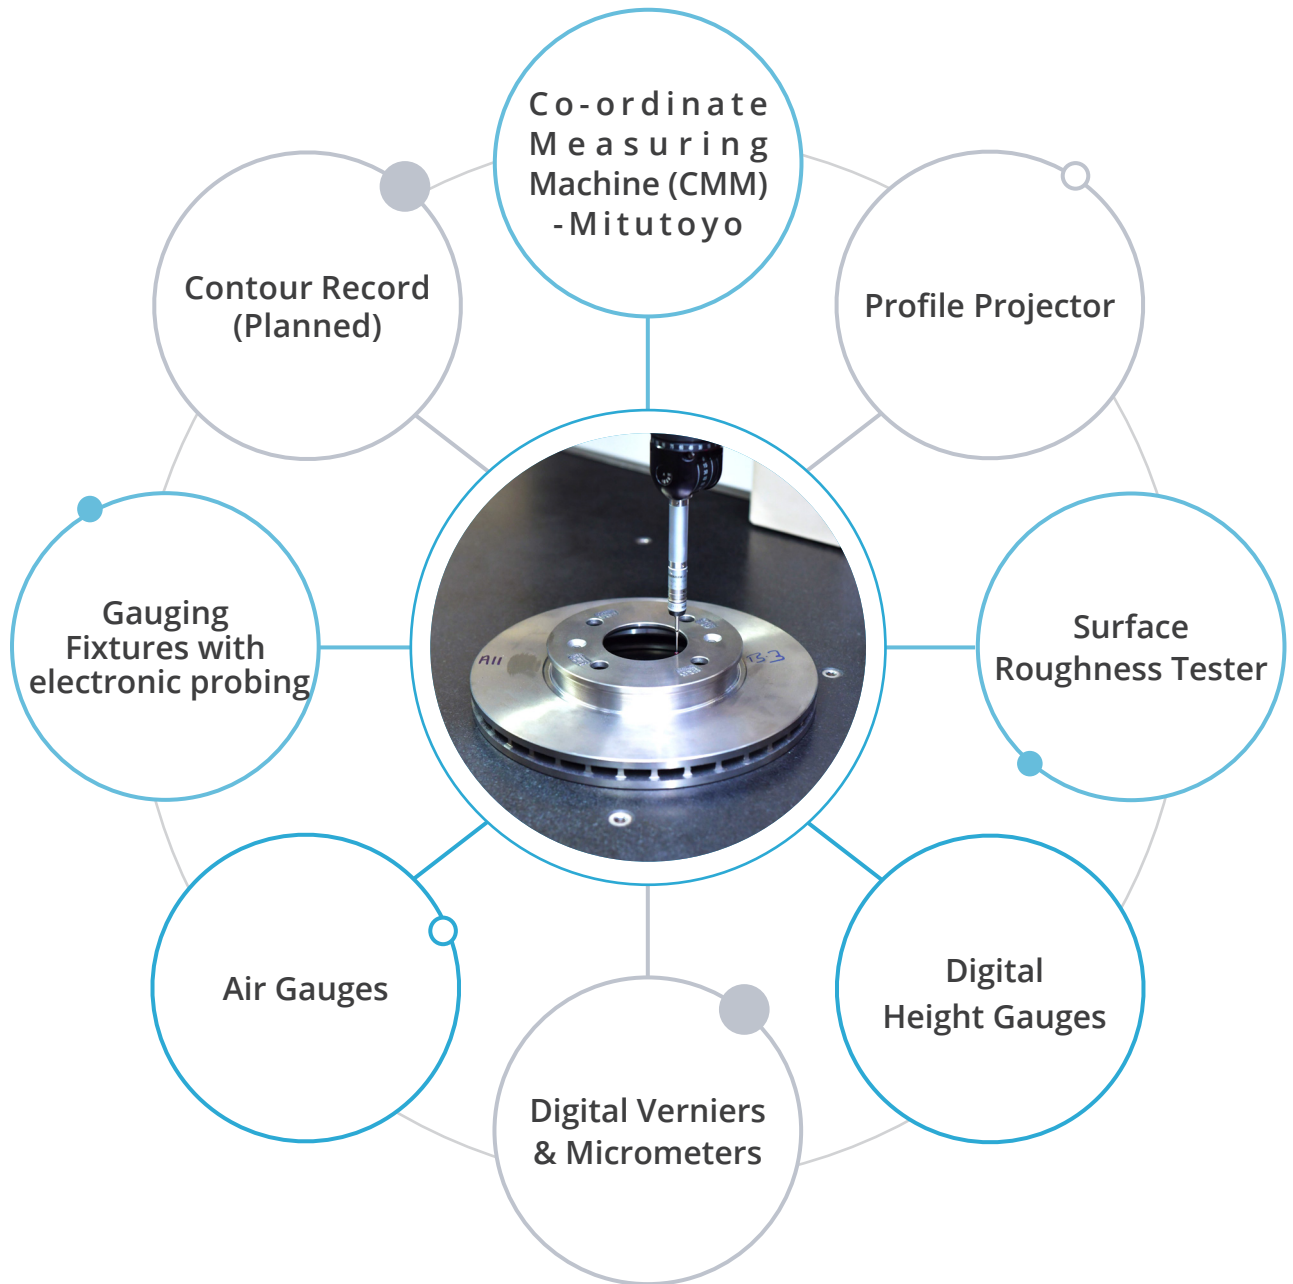 Co-ordinate
Measuring
Machine (CMM)
-Mitutoyo
Profile Projector
Surface
Roughness Tester
Digital
Height Gauges
Digital Verniers
& Micrometers
Air Gauges
Gauging
Fixtures with
electronic probing
Contour Record
(Planned)
A11